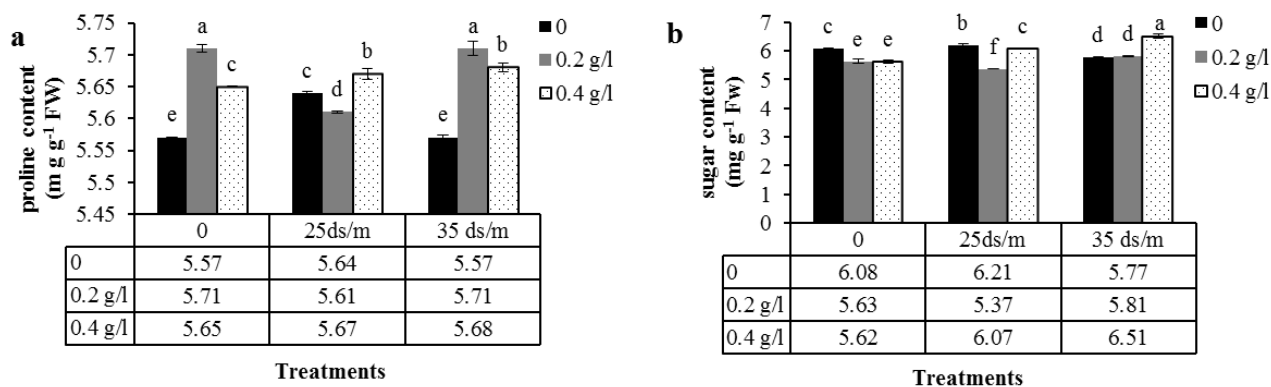 a
proline content
(m g g-1 FW)
5.75
5.7
5.65
5.6
5.55
5.5
5.45
e
a
c
c
d
b
e
a
b
0
0.2 g/l
0.4 g/l
0 25ds/m 35 ds/m
0 5.57 5.64 5.57
0.2 g/l 5.71 5.61 5.71
0.4 g/l 5.65 5.67 5.68
Treatments
b
sugar content
(mg g-1 Fw)
7
6
5
4
3
2
1
0
c
e
e
b
f
c
d
d
a
0
0.2 g/l
0.4 g/l
0 25ds/m 35 ds/m
0 6.08 6.21 5.77
0.2 g/l 5.63 5.37 5.81
0.4 g/l 5.62 6.07 6.51
Treatments